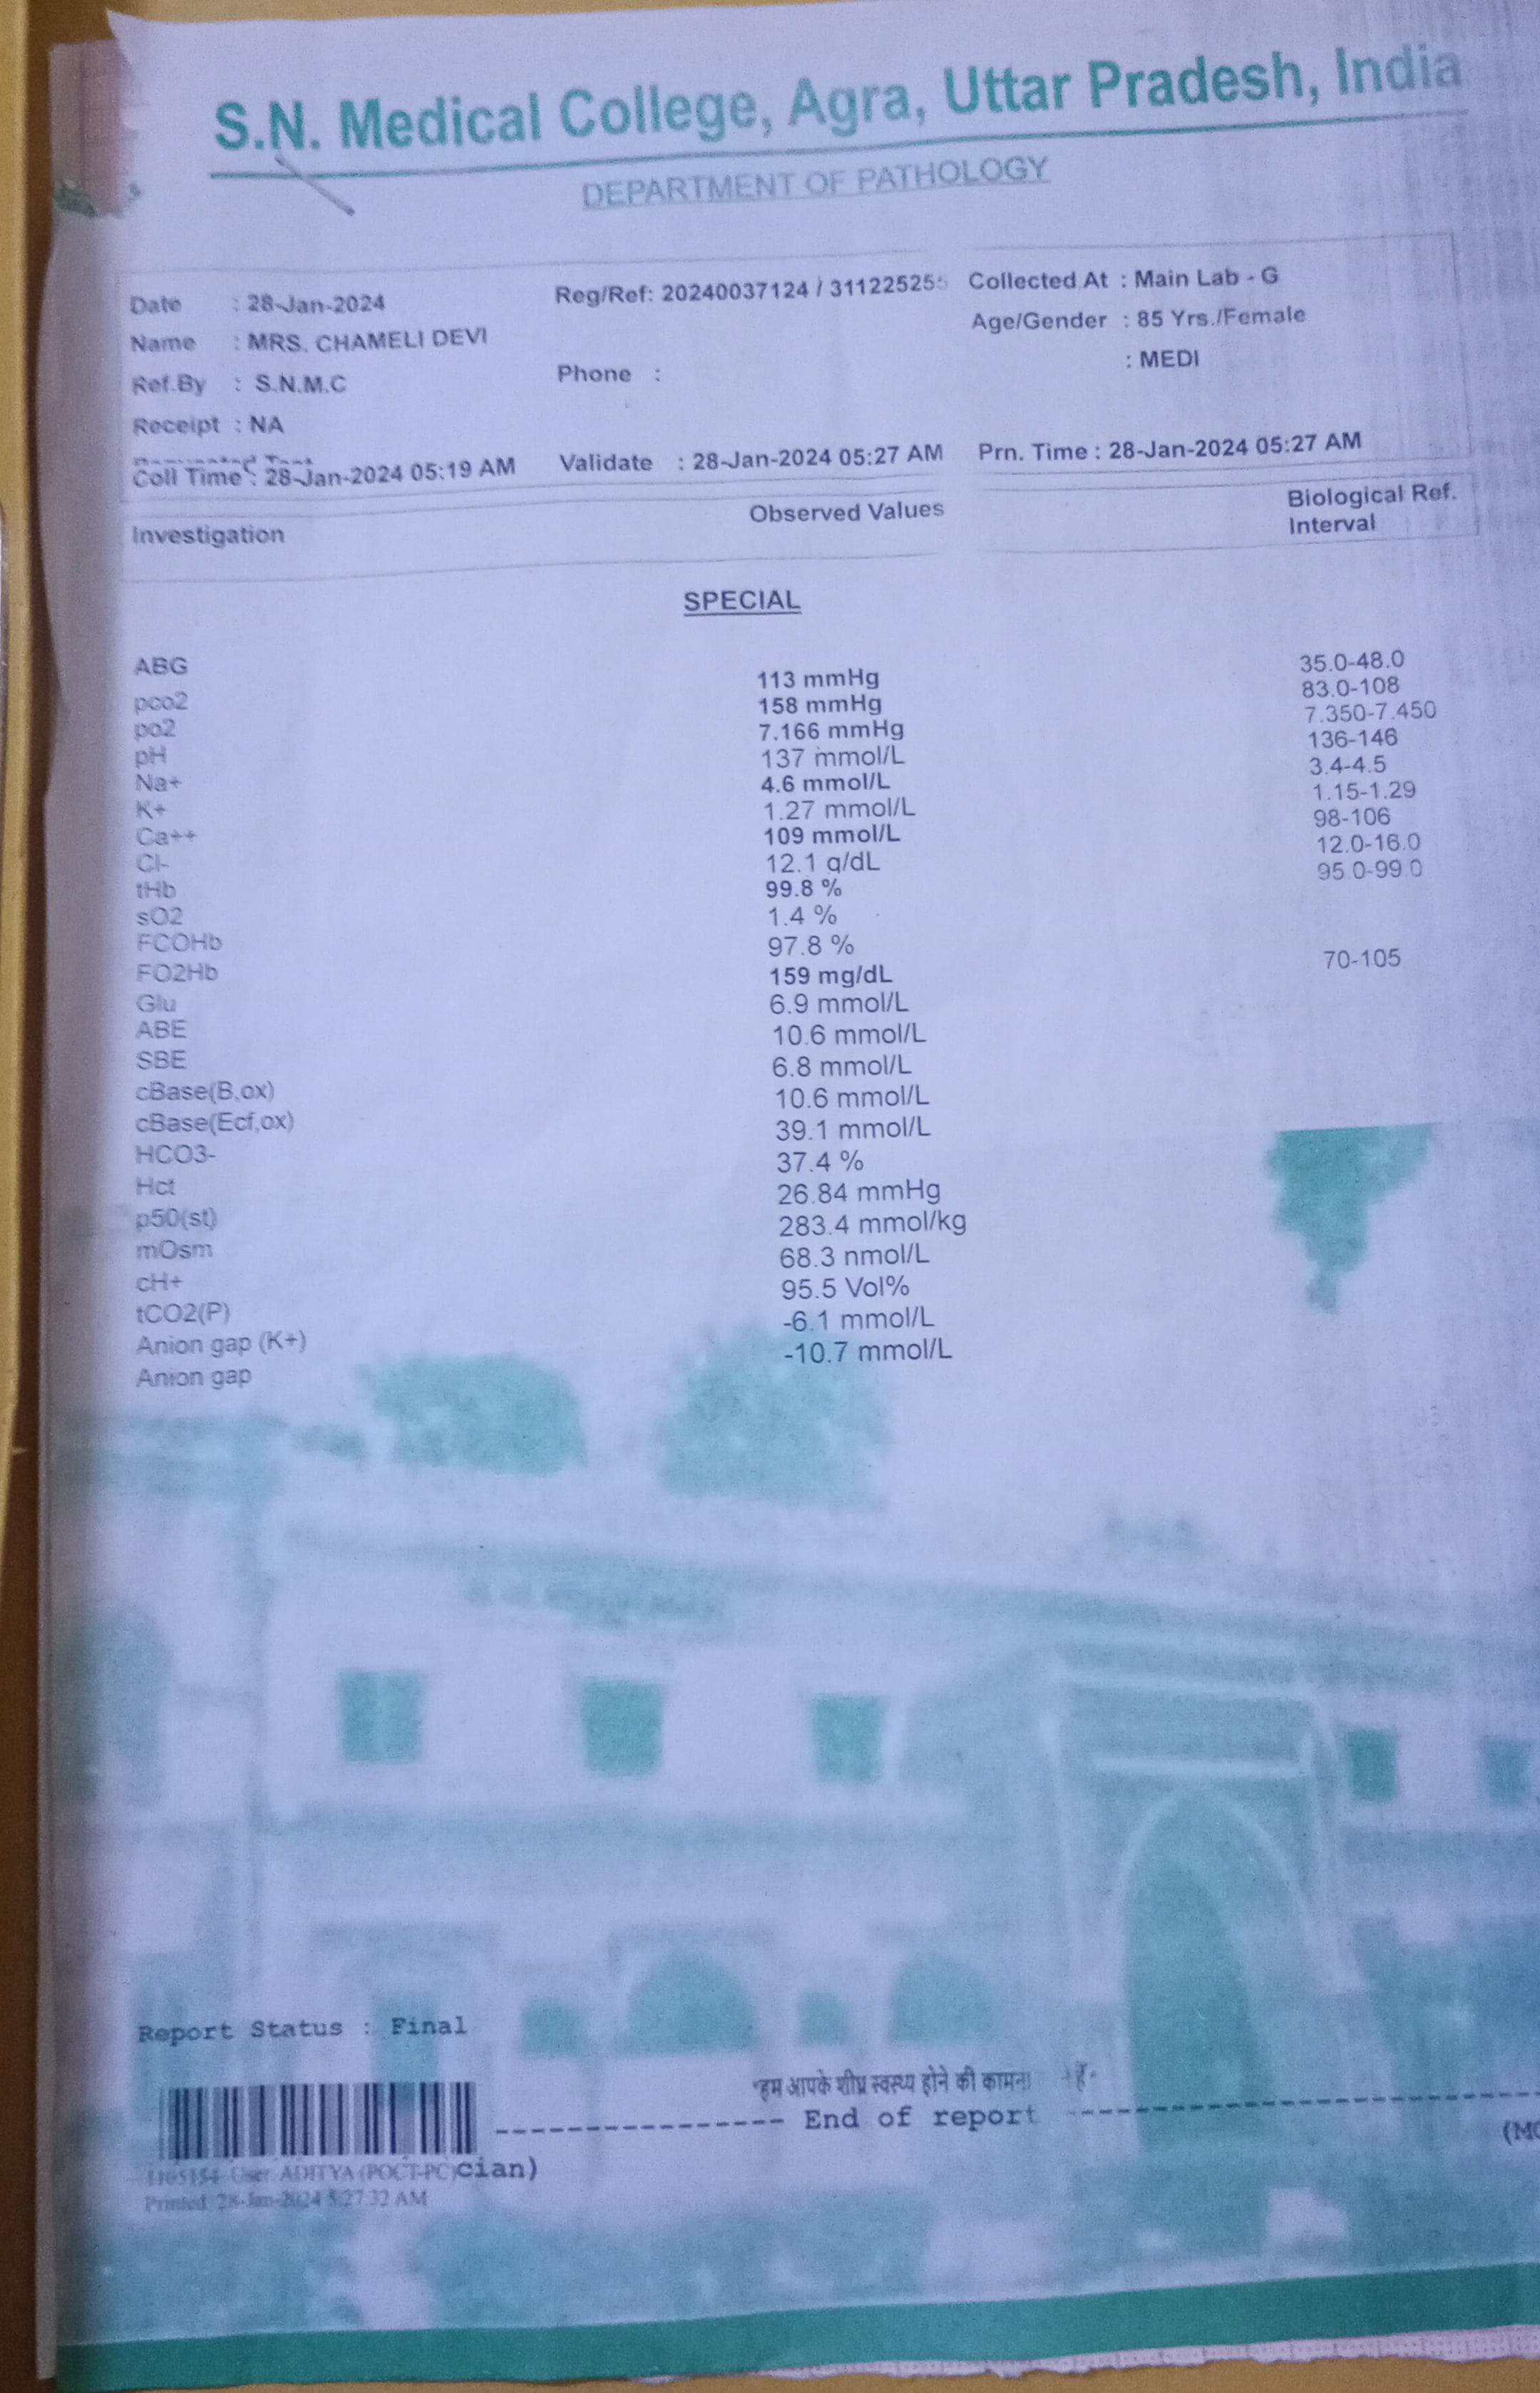 S.N. Medical College, Agra, Uttar Pradesh, India
DEPARTMENT OF PATHOLOGY
Date : 28-Jan-2024 Reg/Ref: 20240037124 / 311225255 Collected At : Main Lab - G
Name : MRS. CHAMELI DEVI Age/Gender : 85 Yrs./Female
Ref.By : S.N.M.C Phone : : MEDI
Receipt : NA
Coll Time : 28-Jan-2024 05:19 AM Validate : 28-Jan-2024 05:27 AM Prn. Time : 28-Jan-2024 05:27 AM
Investigation Observed Values Biological Ref. Interval
SPECIAL
ABG
pco2 113 mmHg 35.0-48.0
po2 158 mmHg 83.0-108
pH 7.166 mmHg 7.350-7.450
Na+ 137 mmol/L 136-146
K+ 4.6 mmol/L 3.4-4.5
Ca++ 1.27 mmol/L 1.15-1.29
Cl- 109 mmol/L 98-106
tHb 12.1 g/dL 12.0-16.0
sO2 99.8 % 95.0-99.0
FCOHb 1.4 %
FO2Hb 97.8 %
Glu 159 mg/dL 70-105
ABE 6.9 mmol/L
SBE 10.6 mmol/L
cBase(B,ox) 6.8 mmol/L
cBase(Ecf,ox) 10.6 mmol/L
HCO3- 39.1 mmol/L
Hct 37.4 %
p50(st) 26.84 mmHg
mOsm 283.4 mmol/kg
cH+ 68.3 nmol/L
tCO2(P) 95.5 Vol%
Anion gap (K+) -6.1 mmol/L
Anion gap -10.7 mmol/L
Report Status : Final
"हम आपके शीघ्र स्वस्थ्य होने की कामना हैं"
--------------- End of report ---------------
(MC
1105154 User ADITYA (POCT-PC)cian)
Printed 28-Jan-2024 5:27:32 AM